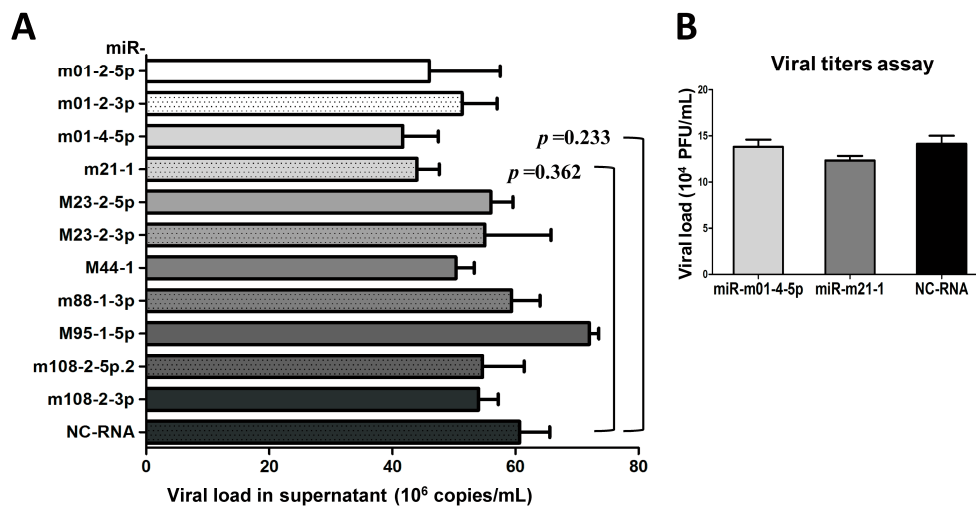 A
miR-
m01-2-5p
m01-2-3p
m01-4-5p
m21-1
M23-2-5p
M23-2-3p
M44-1
m88-1-3p
M95-1-5p
m108-2-5p.2
m108-2-3p
NC-RNA
p=0.233
p=0.362
0 20 40 60 80
Viral load in supernatant (10⁶ copies/mL)
B
Viral titers assay
Viral load (10⁴ PFU/mL)
20
15
10
5
0
miR-m01-4-5p miR-m21-1 NC-RNA